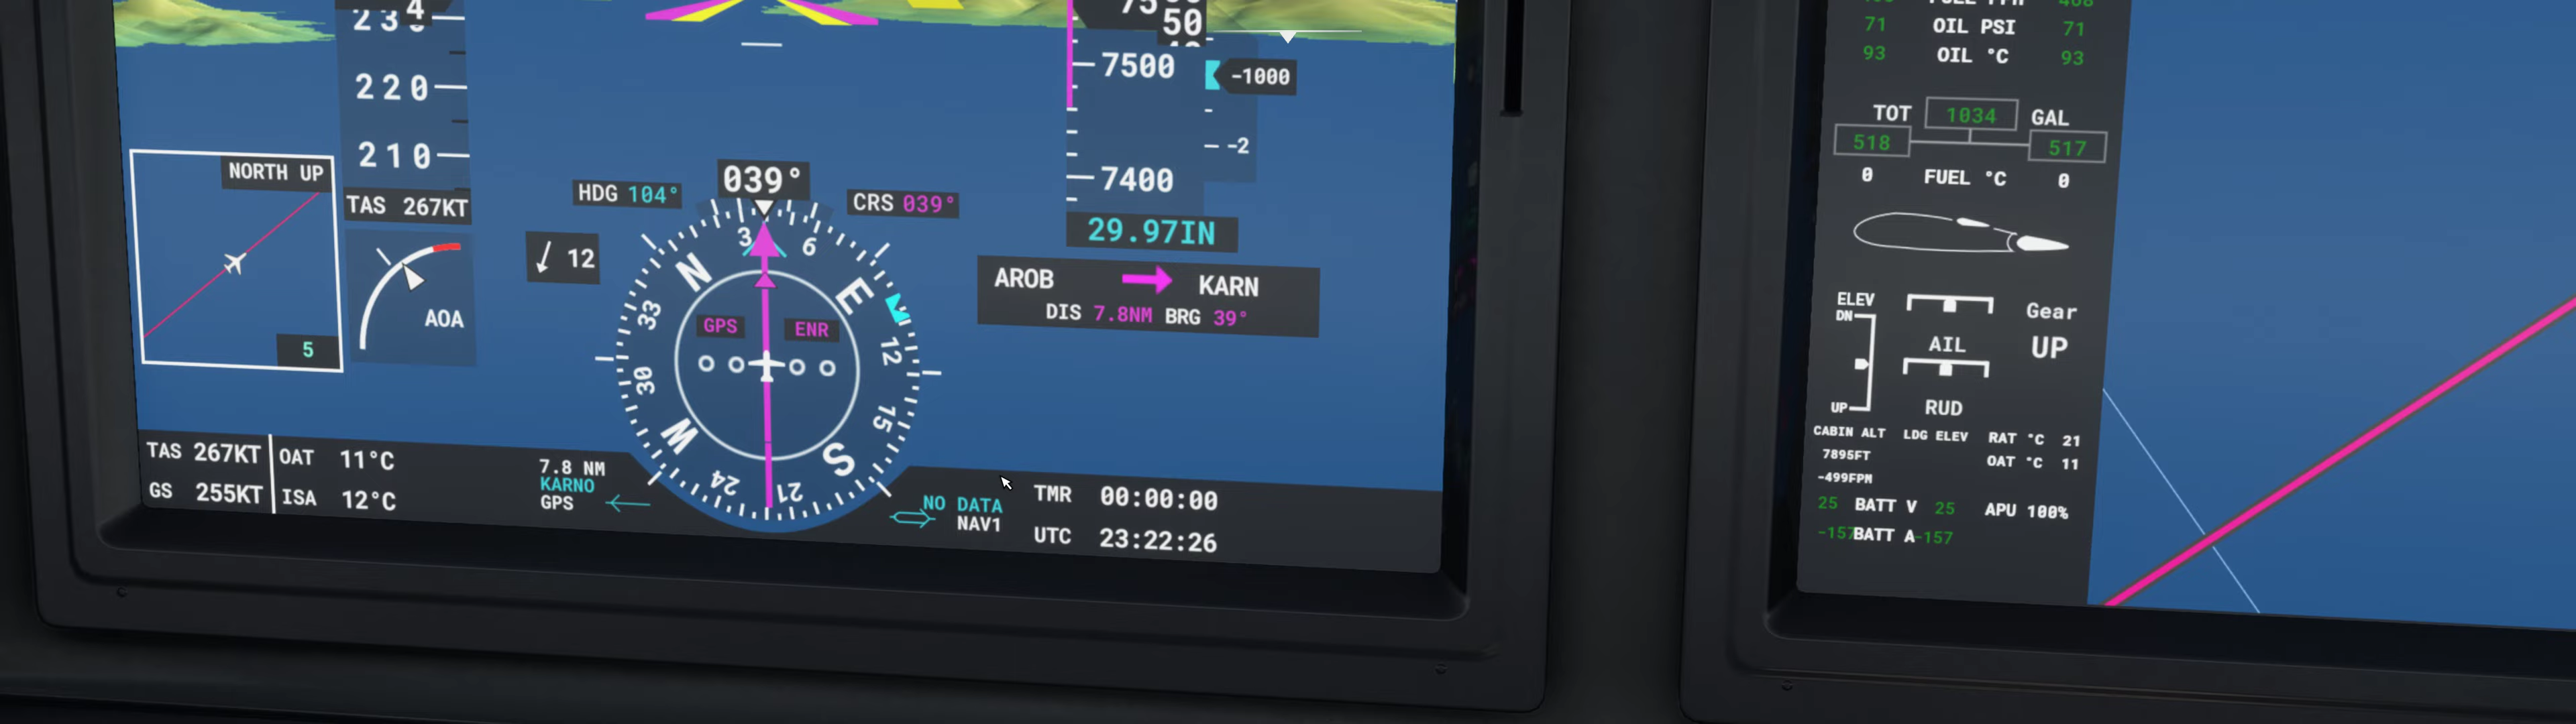 220
210
TAS 267KT
NORTH UP
5
AOA
HDG 104°
039°
CRS 039°
12
3 6 E 12 15 S 21 24 W 30 33 N
GPS ENR
50
7500
7400
-1000
-2
29.97IN
AROB KARN
DIS 7.8NM BRG 39°
TAS 267KT OAT 11°C
GS 255KT ISA 12°C
7.8 NM
KARNO
GPS
NO DATA
NAV1
TMR 00:00:00
UTC 23:22:26
71 OIL PSI 71
93 OIL °C 93
TOT 1034 GAL
518 517
0 FUEL °C 0
ELEV
DN
UP
AIL
RUD
Gear
UP
CABIN ALT LDG ELEV RAT °C 21
7895FT OAT °C 11
-499FPM
25 BATT V 25 APU 100%
-157 BATT A -157